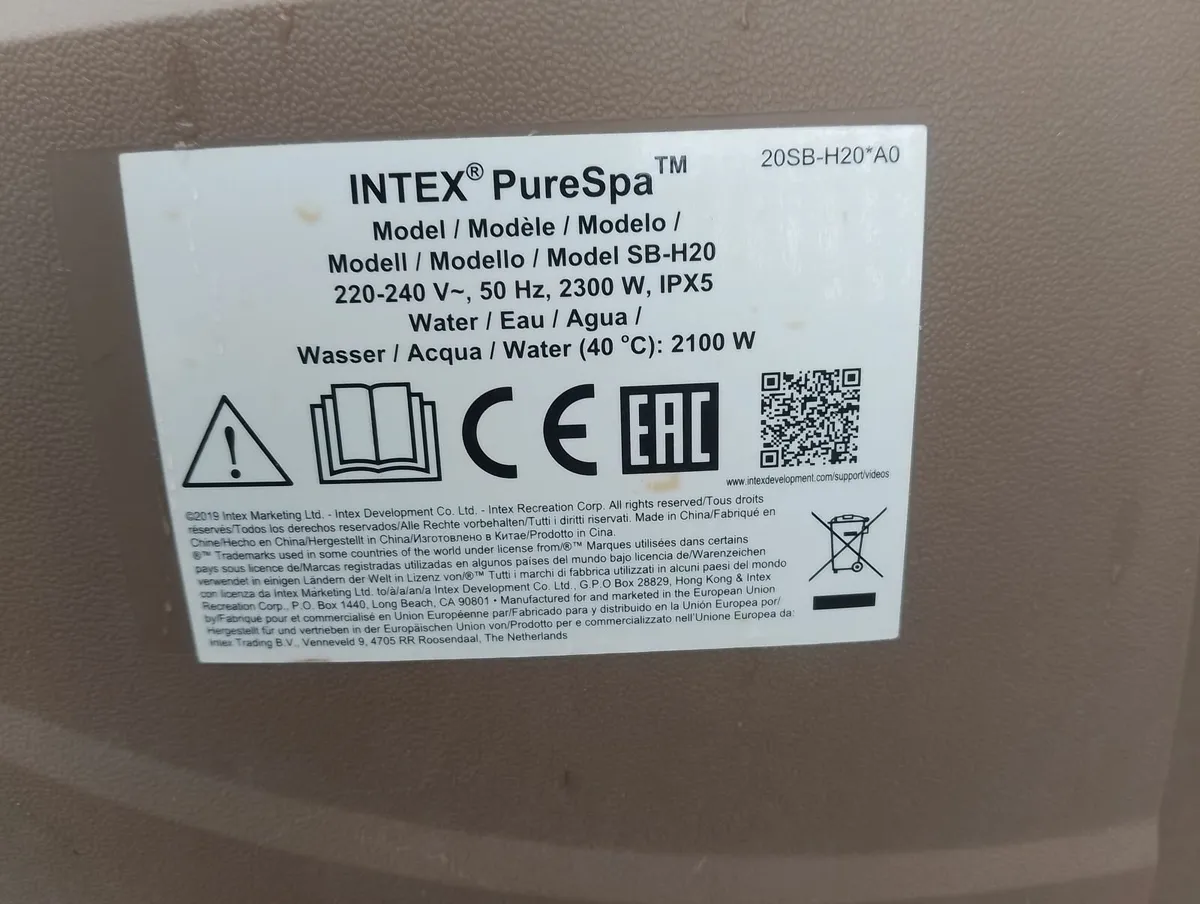 INTEX® PureSpa™
20SB-H20*A0
Model / Modèle / Modelo /
Modell / Modello / Model SB-H20
220-240 V~, 50 Hz, 2300 W, IPX5
Water / Eau / Agua /
Wasser / Acqua / Water (40 °C): 2100 W
CE EAC
www.intexdevelopment.com/support/videos
©2019 Intex Marketing Ltd. - Intex Development Co. Ltd. - Intex Recreation Corp. All rights reserved/Tous droits
réservés/Todos los derechos reservados/Alle Rechte vorbehalten/Tutti i diritti riservati. Made in China/Fabriqué en
Chine/Hecho en China/Hergestellt in China/Изготовлено в Китае/Prodotto in Cina.
®™ Trademarks used in some countries of the world under license from/®™ Marques utilisées dans certains
pays sous licence de/Marcas registradas utilizadas en algunos países del mundo bajo licencia de/Warenzeichen
verwendet in einigen Ländern der Welt in Lizenz von/®™ Tutti i marchi di fabbrica utilizzati in alcuni paesi del mondo
con licenza da Intex Marketing Ltd. to/à/a/an/a Intex Development Co. Ltd., G.P.O Box 28829, Hong Kong & Intex
Recreation Corp., P.O. Box 1440, Long Beach, CA 90801 • Manufactured for and marketed in the European Union
by/Fabriqué pour et commercialisé en Union Européenne par/Fabricado para y distribuido en la Unión Europea por/
Hergestellt für und vertrieben in der Europäischen Union von/Prodotto per e commercializzato nell'Unione Europea da:
Intex Trading B.V., Venneveld 9, 4705 RR Roosendaal, The Netherlands